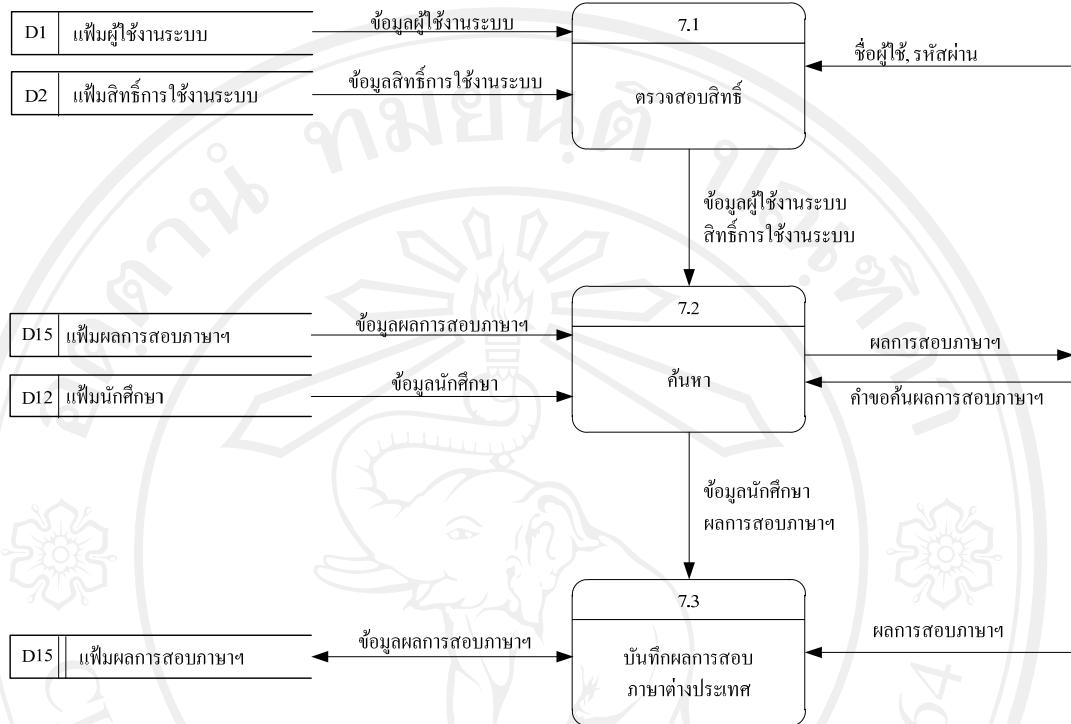 D1 แฟ้มผู้ใช้งานระบบ
ข้อมูลผู้ใช้งานระบบ
7.1
ชื่อผู้ใช้, รหัสผ่าน
D2 แฟ้มสิทธิ์การใช้งานระบบ
ข้อมูลสิทธิ์การใช้งานระบบ
ตรวจสอบสิทธิ์
ข้อมูลผู้ใช้งานระบบ
สิทธิ์การใช้งานระบบ
D15 แฟ้มผลการสอบภาษาฯ
ข้อมูลผลการสอบภาษาฯ
7.2
ผลการสอบภาษาฯ
D12 แฟ้มนักศึกษา
ข้อมูลนักศึกษา
ค้นหา
คำขอค้นผลการสอบภาษาฯ
ข้อมูลนักศึกษา
ผลการสอบภาษาฯ
7.3
ผลการสอบภาษาฯ
D15 แฟ้มผลการสอบภาษาฯ
ข้อมูลผลการสอบภาษาฯ
บันทึกผลการสอบ
ภาษาต่างประเทศ